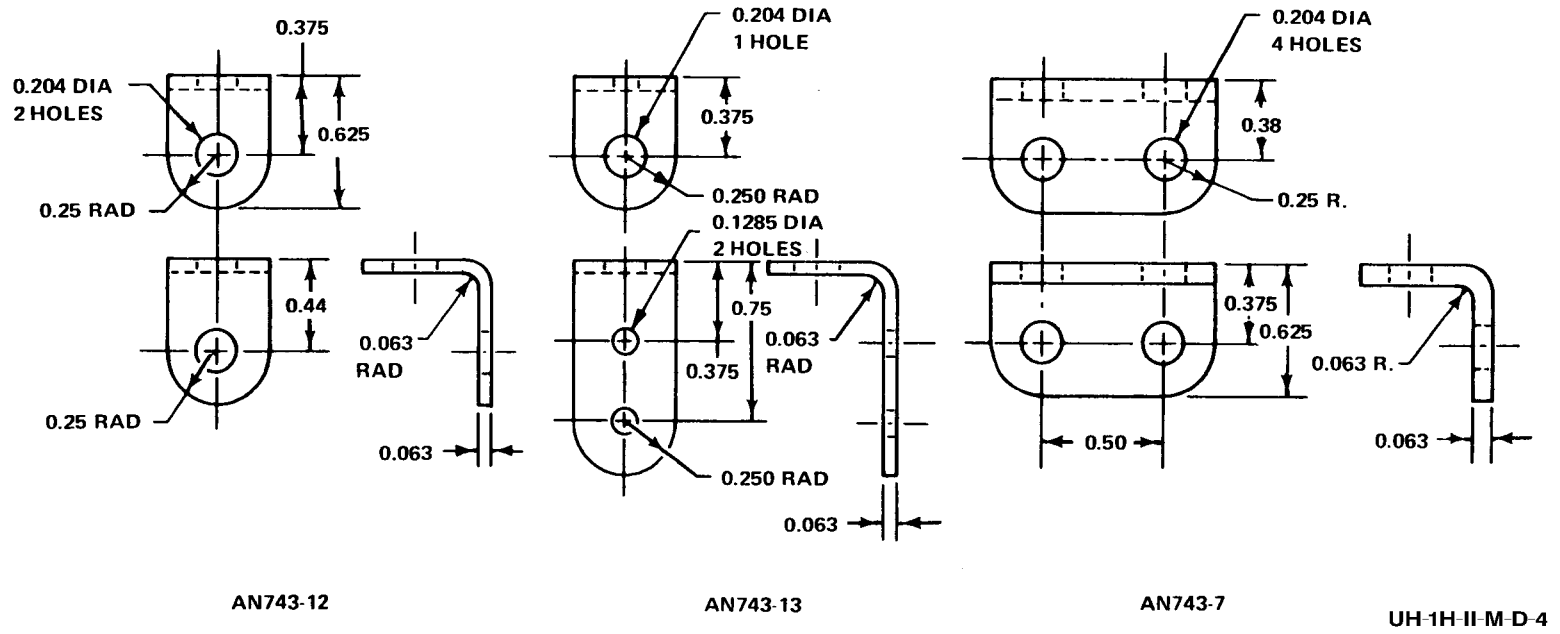 0.375
0.204 DIA
2 HOLES
0.625
0.25 RAD
0.44
0.063
RAD
0.25 RAD
0.063
AN743-12
0.204 DIA
1 HOLE
0.375
0.250 RAD
0.1285 DIA
2 HOLES
0.75
0.063
RAD
0.375
0.250 RAD
0.063
AN743-13
0.204 DIA
4 HOLES
0.38
0.25 R.
0.375
0.625
0.063 R.
0.50
0.063
AN743-7
UH-1H-II-M-D-4